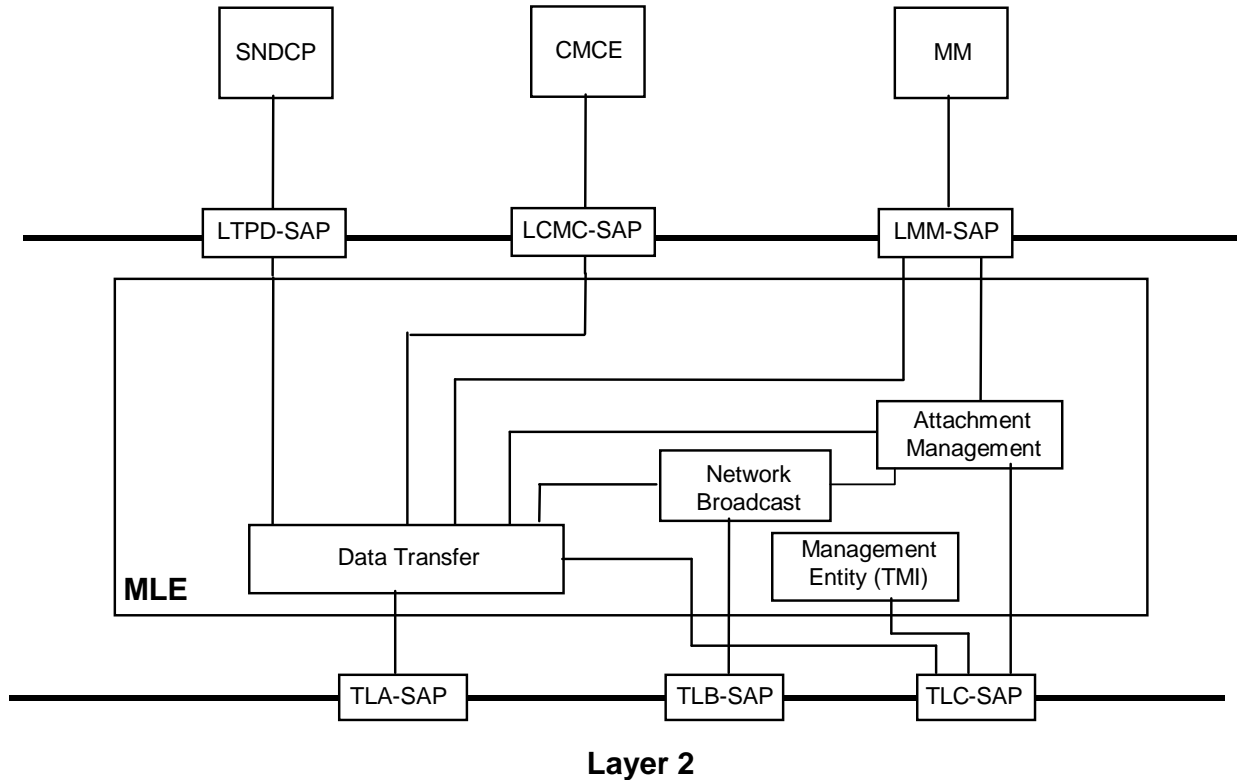 SNDCP
CMCE
MM
LTPD-SAP
LCMC-SAP
LMM-SAP
Attachment
Management
Network
Broadcast
Management
Entity (TMI)
Data Transfer
MLE
TLA-SAP
TLB-SAP
TLC-SAP
Layer 2